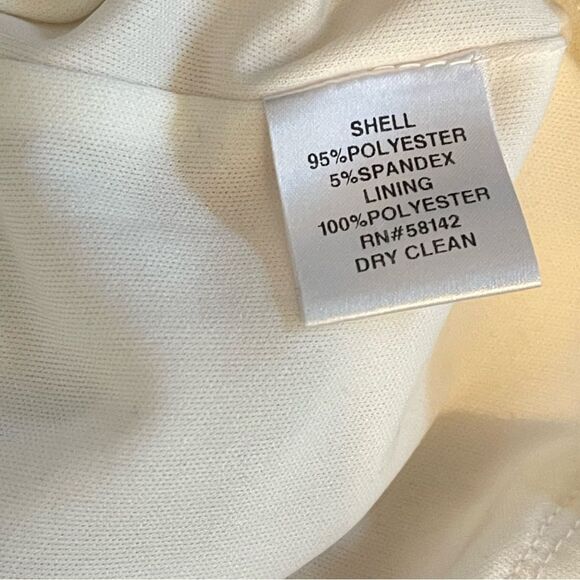 SHELL
95%POLYESTER
5%SPANDEX
LINING
100%POLYESTER
RN#58142
DRY CLEAN